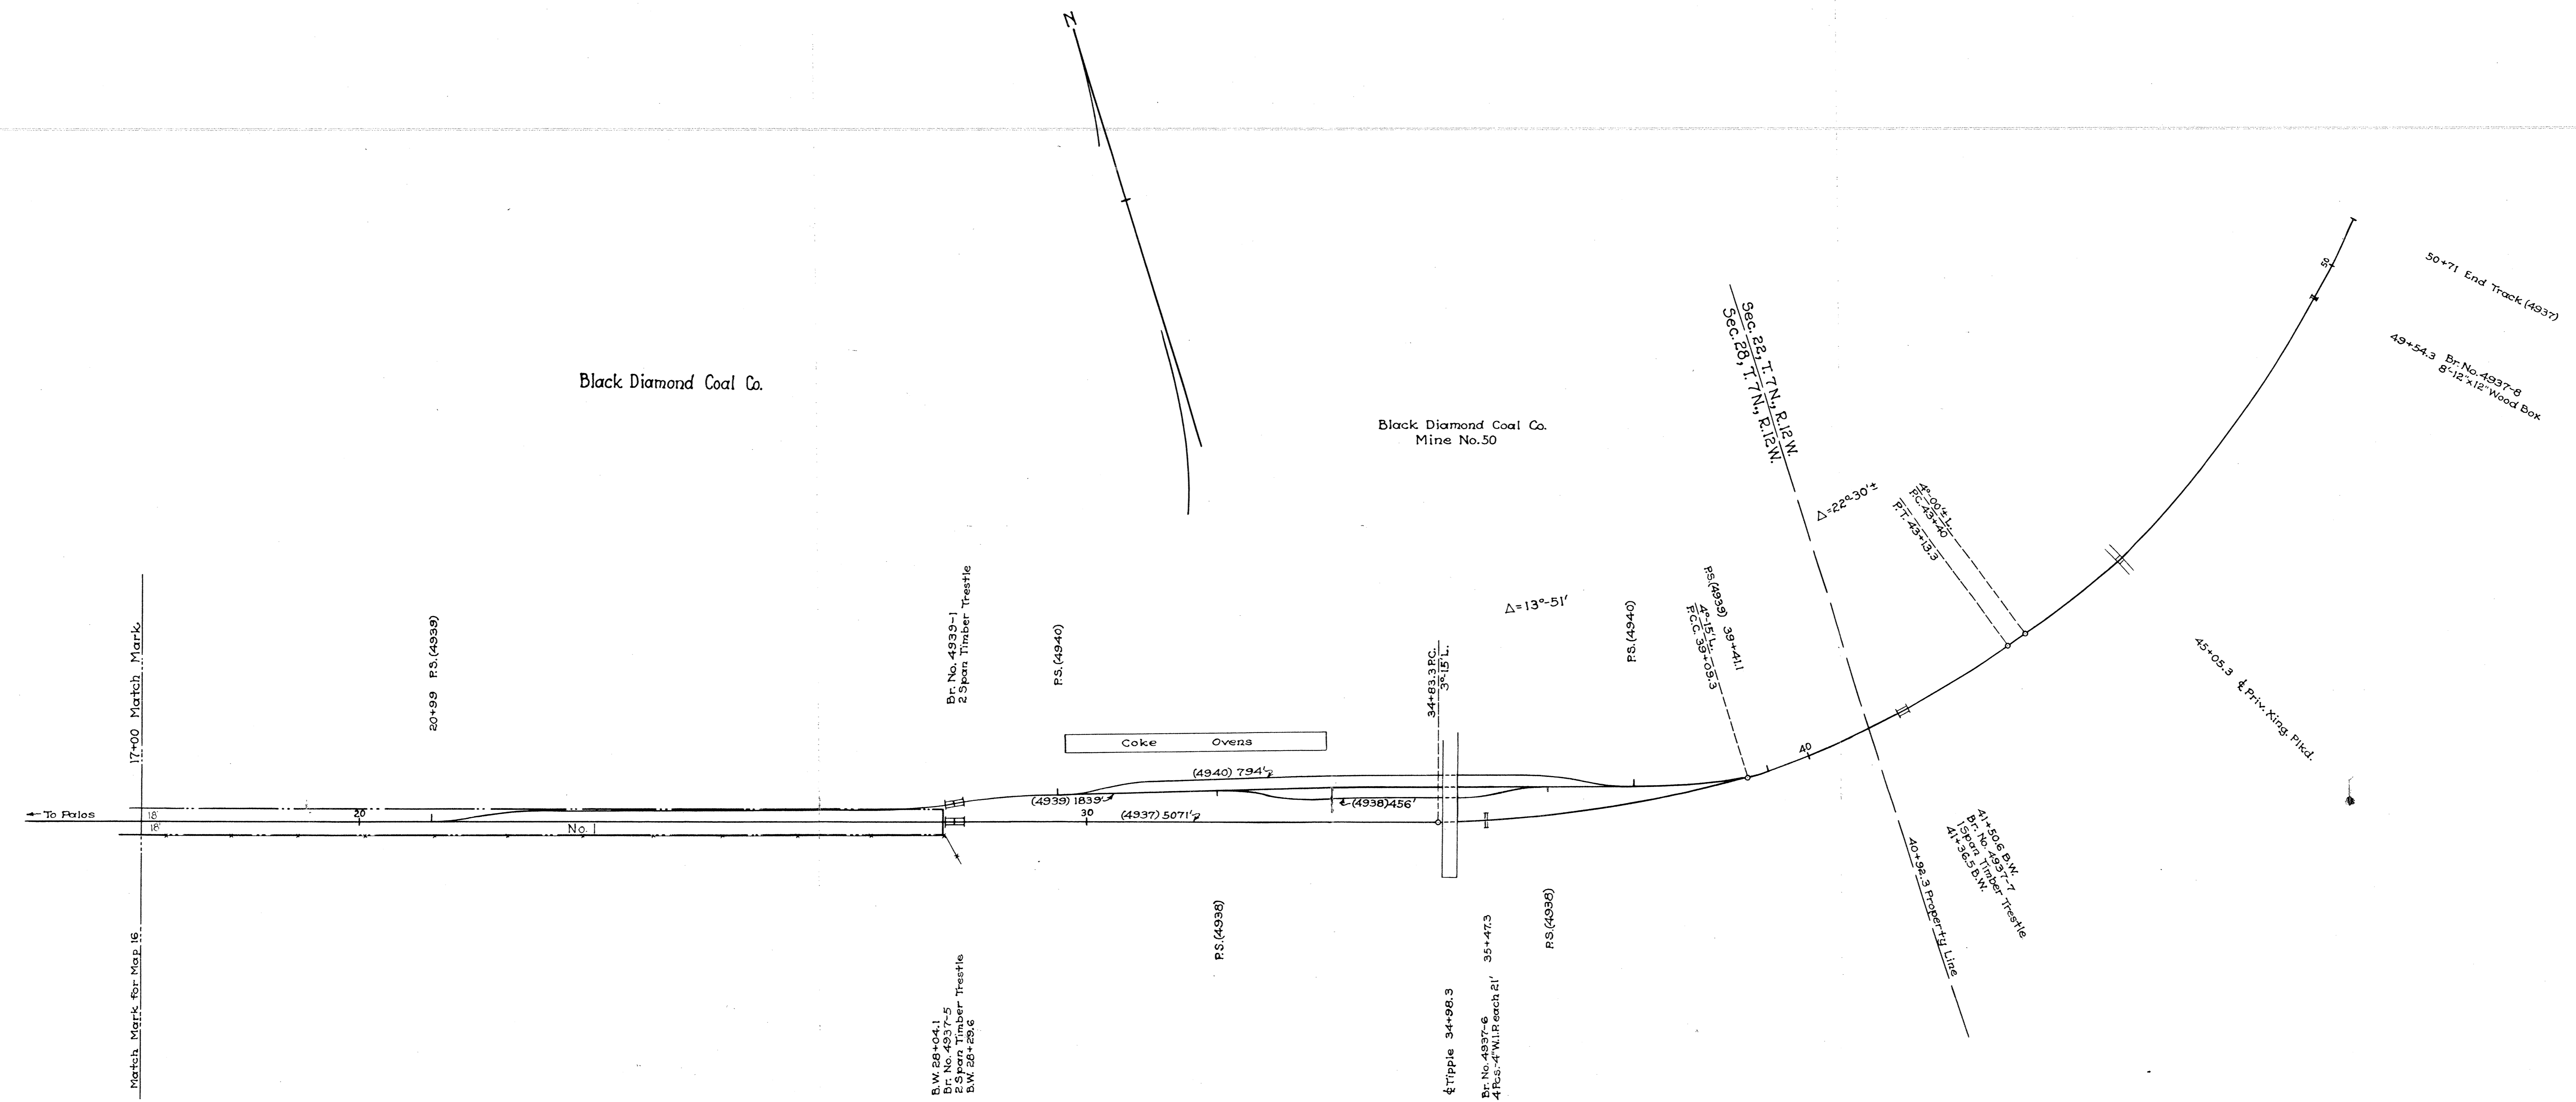 N
Black Diamond Coal Co.
Black Diamond Coal Co.
Mine No. 50
Sec. 22, T. 7 N., R. 12 W.
Sec. 28, T. 7 N., R. 12 W.
50+71 End Track (4937)
50
49+54.3 Br. No. 4937-8
8'-12"x12" Wood Box
Δ=22°-30'±
4°-00'± L.
P.C. 43+40
P.T. 43+13.3
45+05.3 ℄ Priv. Xing. Plkd.
17+00 Match Mark
20+99 P.S. (4939)
Br. No. 4939-1
2 Span Timber Trestle
P.S. (4940)
Δ=13°-51'
34+83.3 P.C.
3°-15' L.
P.S. (4940)
P.S. (4939) 39+41.1
4°-15' L.
P.C.C. 39+09.3
Coke Ovens
(4940) 794'
40
(4939) 1839'
(4938) 456'
← To Palos
18'
18'
20
No. 1
30
(4937) 5071'
41+50.6 B.W.
Br. No. 4937-7
1 Span Timber Trestle
41+36.5 B.W.
40+92.3 Property Line
Match Mark for Map 16
B.W. 28+04.1
Br. No. 4937-5
2 Span Timber Trestle
B.W. 28+29.6
P.S. (4938)
℄ Tipple 34+98.3
Br. No. 4937-6 35+47.3
4 Pcs.-4" W.I.P. each 21'
P.S. (4938)